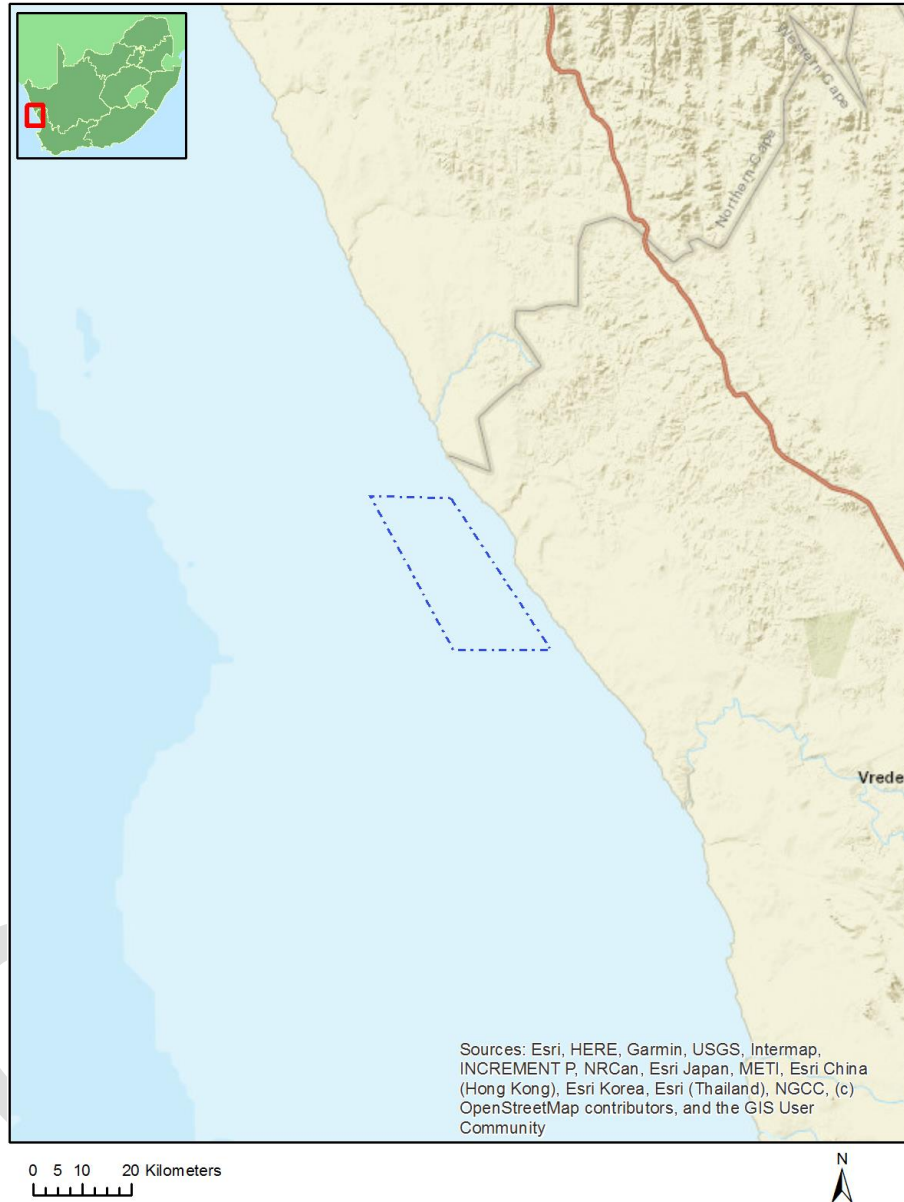 Western Cape
Northern Cape
Vrede
Sources: Esri, HERE, Garmin, USGS, Intermap,
INCREMENT P, NRCan, Esri Japan, METI, Esri China
(Hong Kong), Esri Korea, Esri (Thailand), NGCC, (c)
OpenStreetMap contributors, and the GIS User
Community
0 5 10 20 Kilometers
N